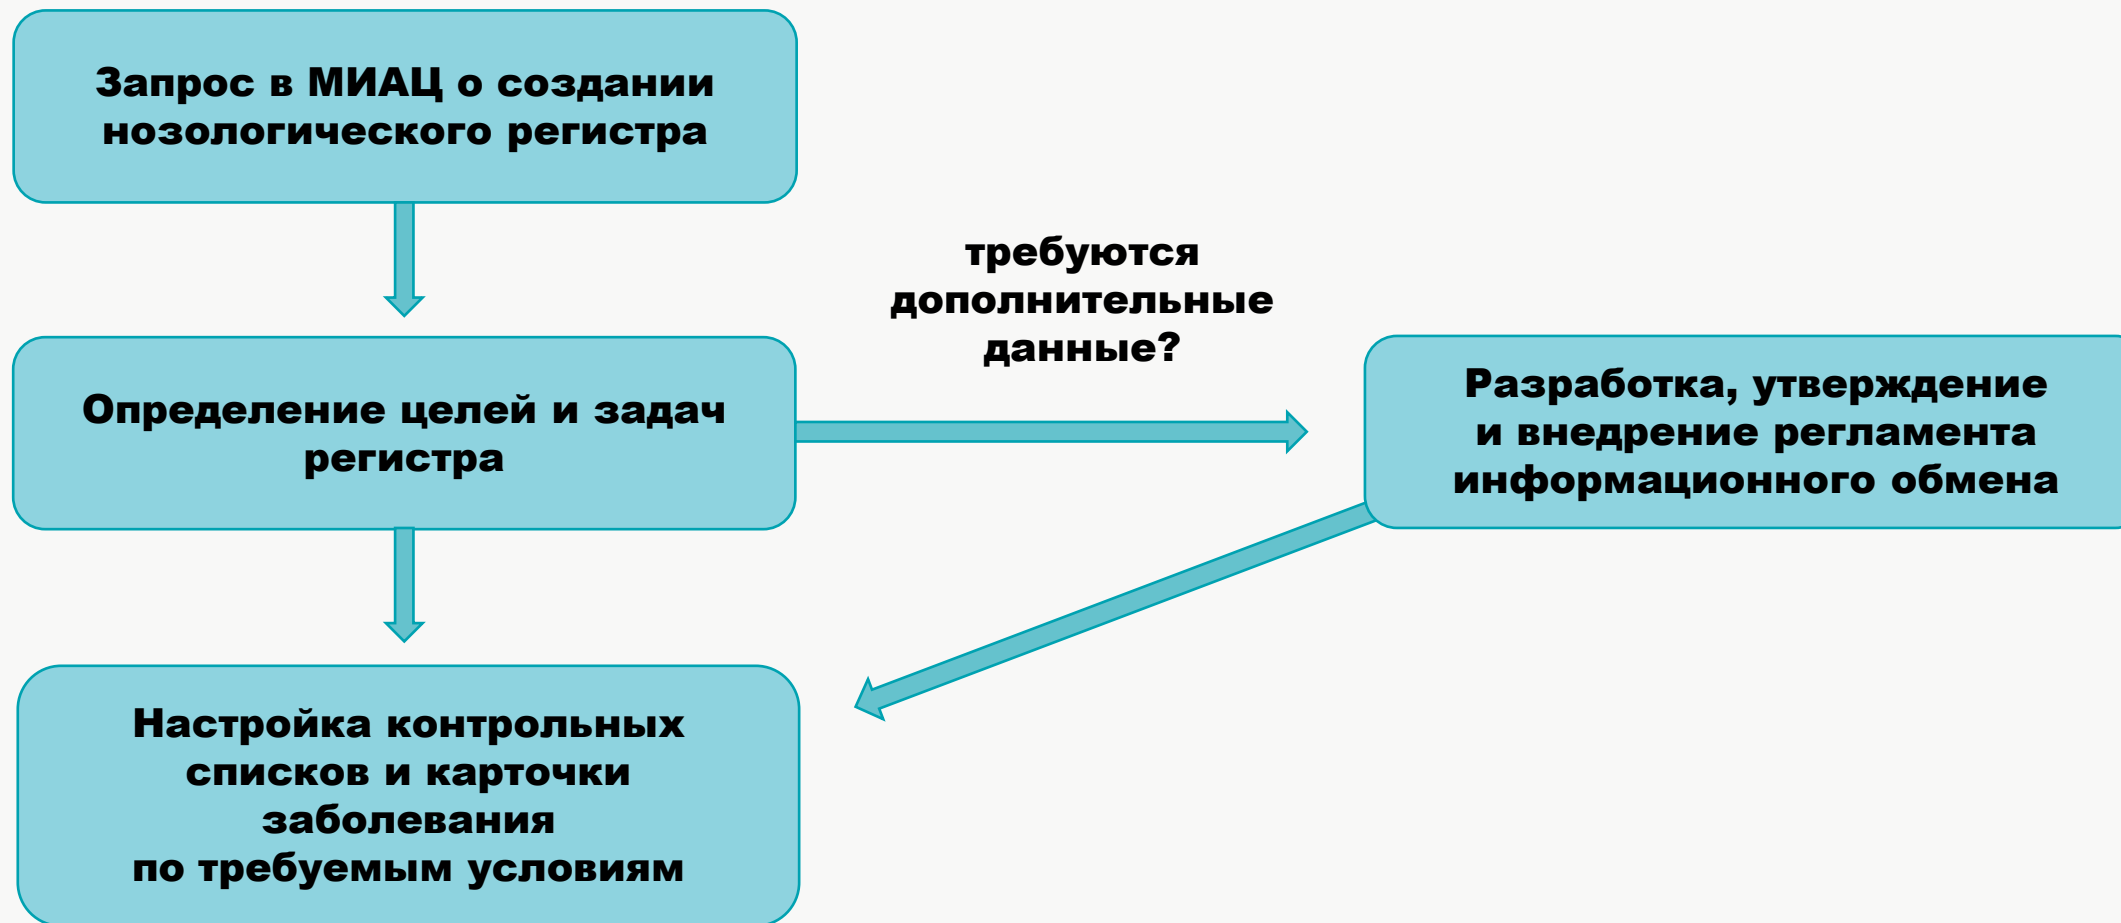 Запрос в МИАЦ о создании
нозологического регистра
требуются
дополнительные
данные?
Определение целей и задач
регистра
Разработка, утверждение
и внедрение регламента
информационного обмена
Настройка контрольных
списков и карточки
заболевания
по требуемым условиям